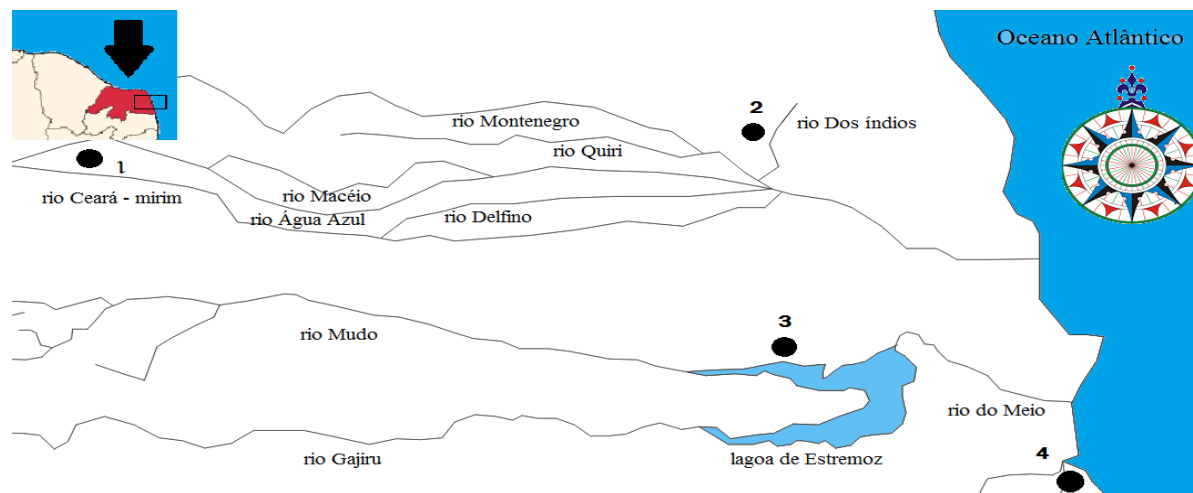 Oceano Atlântico
2
rio Montenegro
rio Dos índios
rio Quiri
1
rio Ceará - mirim
rio Macéio
rio Água Azul
rio Delfino
3
rio Mudo
rio do Meio
4
rio Gajiru
lagoa de Estremoz